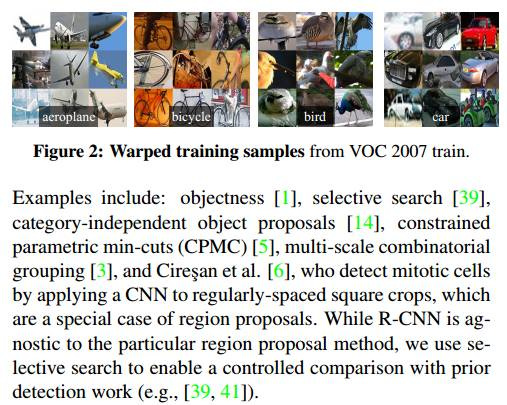 aeroplane bicycle bird car
Figure 2: Warped training samples from VOC 2007 train.
Examples include: objectness [1], selective search [39],
category-independent object proposals [14], constrained
parametric min-cuts (CPMC) [5], multi-scale combinatorial
grouping [3], and Cireşan et al. [6], who detect mitotic cells
by applying a CNN to regularly-spaced square crops, which
are a special case of region proposals. While R-CNN is ag-
nostic to the particular region proposal method, we use se-
lective search to enable a controlled comparison with prior
detection work (e.g., [39, 41]).